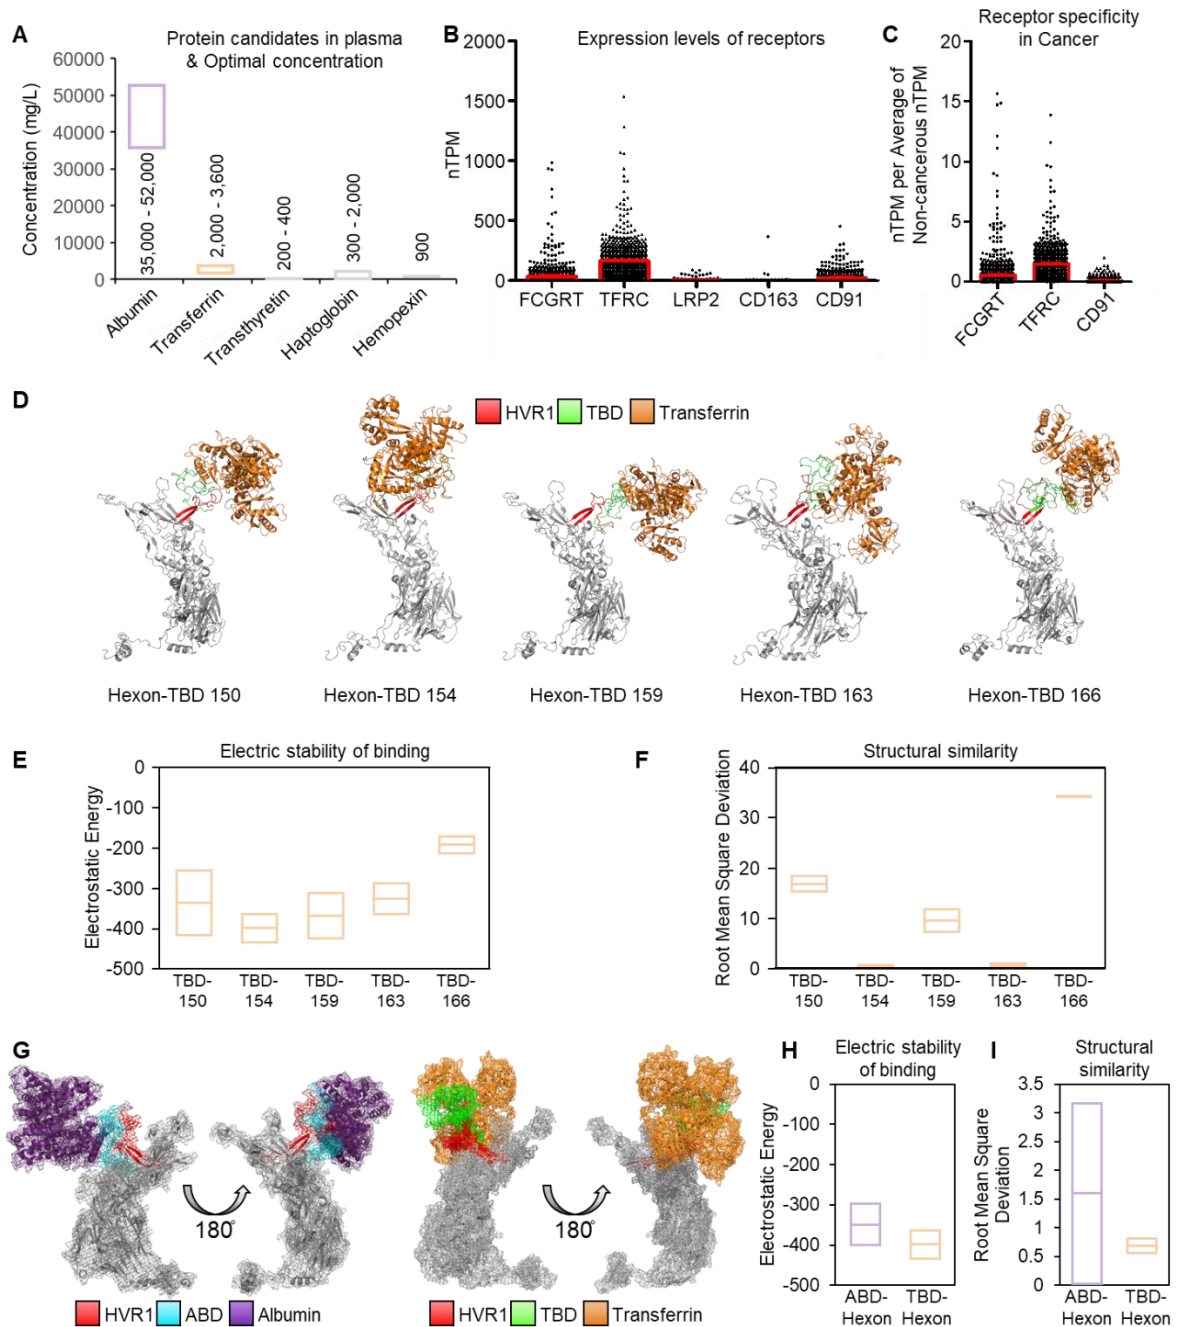 A
Protein candidates in plasma
& Optimal concentration
Concentration (mg/L)
60000
50000
40000
30000
20000
10000
0
35,000 - 52,000
2,000 - 3,600
200 - 400
300 - 2,000
900
Albumin
Transferrin
Transthyretin
Haptoglobin
Hemopexin
B
Expression levels of receptors
nTPM
2000
1500
1000
500
0
FCGRT TFRC LRP2 CD163 CD91
C
Receptor specificity
in Cancer
nTPM per Average of
Non-cancerous nTPM
20
15
10
5
0
FCGRT
TFRC
CD91
D
HVR1 TBD Transferrin
Hexon-TBD 150 Hexon-TBD 154 Hexon-TBD 159 Hexon-TBD 163 Hexon-TBD 166
E
Electric stability of binding
Electrostatic Energy
0
-100
-200
-300
-400
-500
TBD- TBD- TBD- TBD- TBD-
150 154 159 163 166
F
Structural similarity
Root Mean Square Deviation
40
30
20
10
0
TBD- TBD- TBD- TBD- TBD-
150 154 159 163 166
G
180°
180°
HVR1 ABD Albumin
HVR1 TBD Transferrin
H
Electric stability
of binding
Electrostatic Energy
0
-100
-200
-300
-400
-500
ABD- TBD-
Hexon Hexon
I
Structural
similarity
Root Mean Square
Deviation
3.5
3
2.5
2
1.5
1
0.5
0
ABD- TBD-
Hexon Hexon